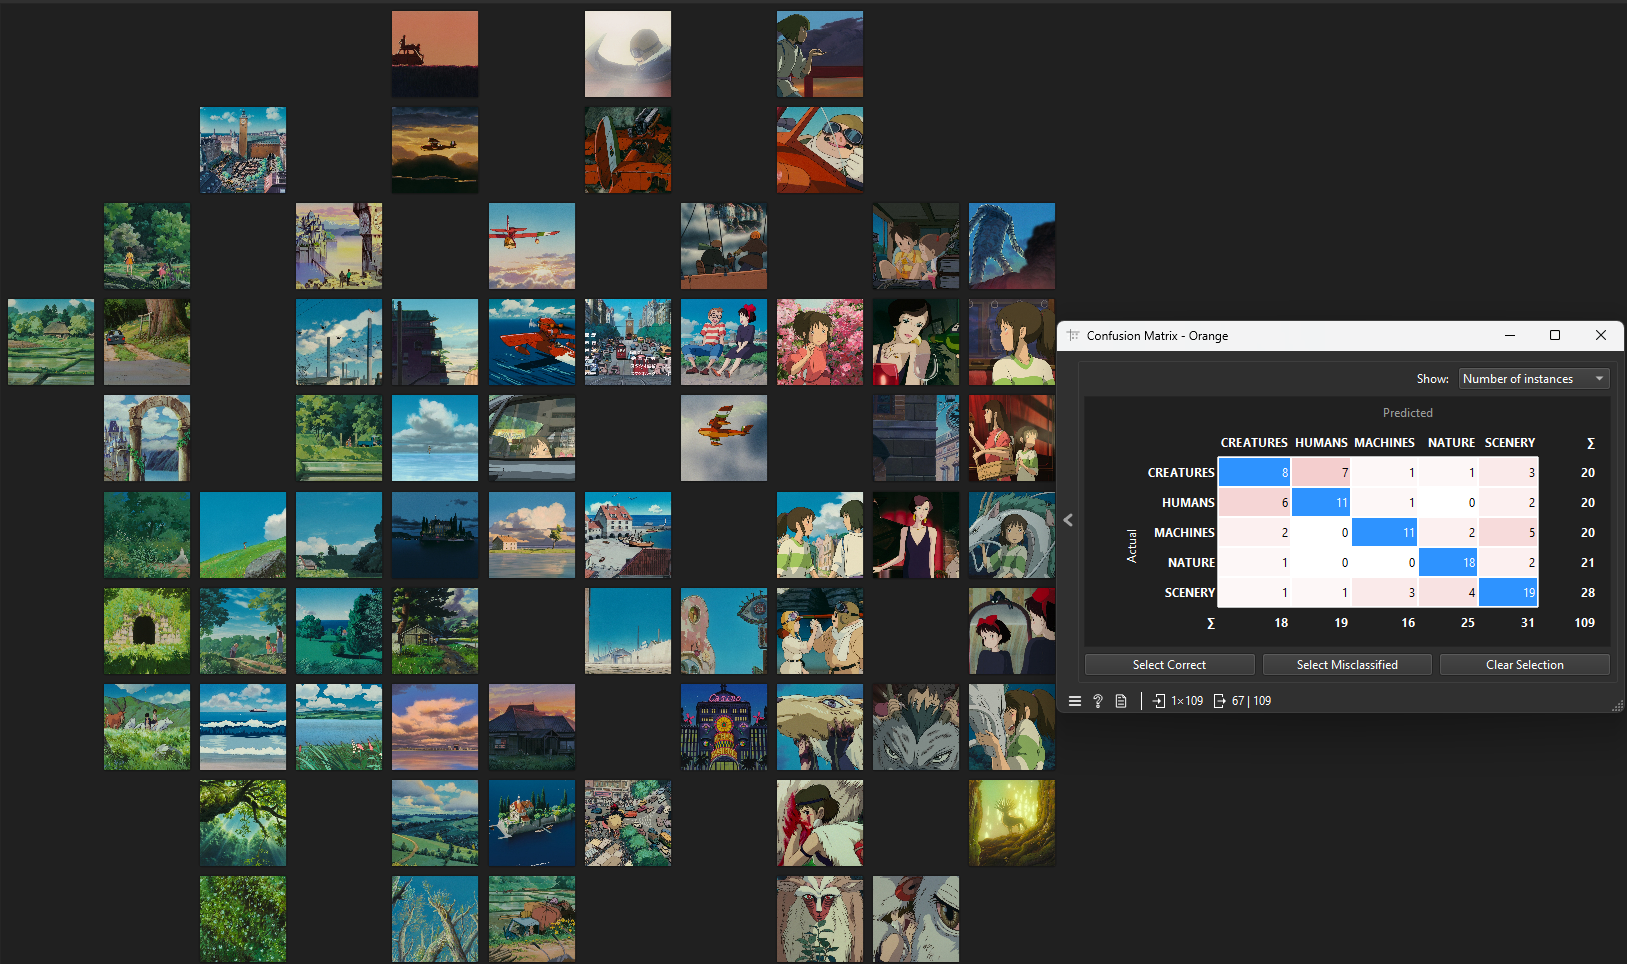 Casino
Confusion Matrix - Orange
Show: Number of instances
Predicted
CREATURES HUMANS MACHINES NATURE SCENERY Σ
CREATURES 8 7 1 1 3 20
HUMANS 6 11 1 0 2 20
Actual
MACHINES 2 0 11 2 5 20
NATURE 1 0 0 18 2 21
SCENERY 1 1 3 4 19 28
Σ 18 19 16 25 31 109
Select Correct Select Misclassified Clear Selection
1×109 67 | 109